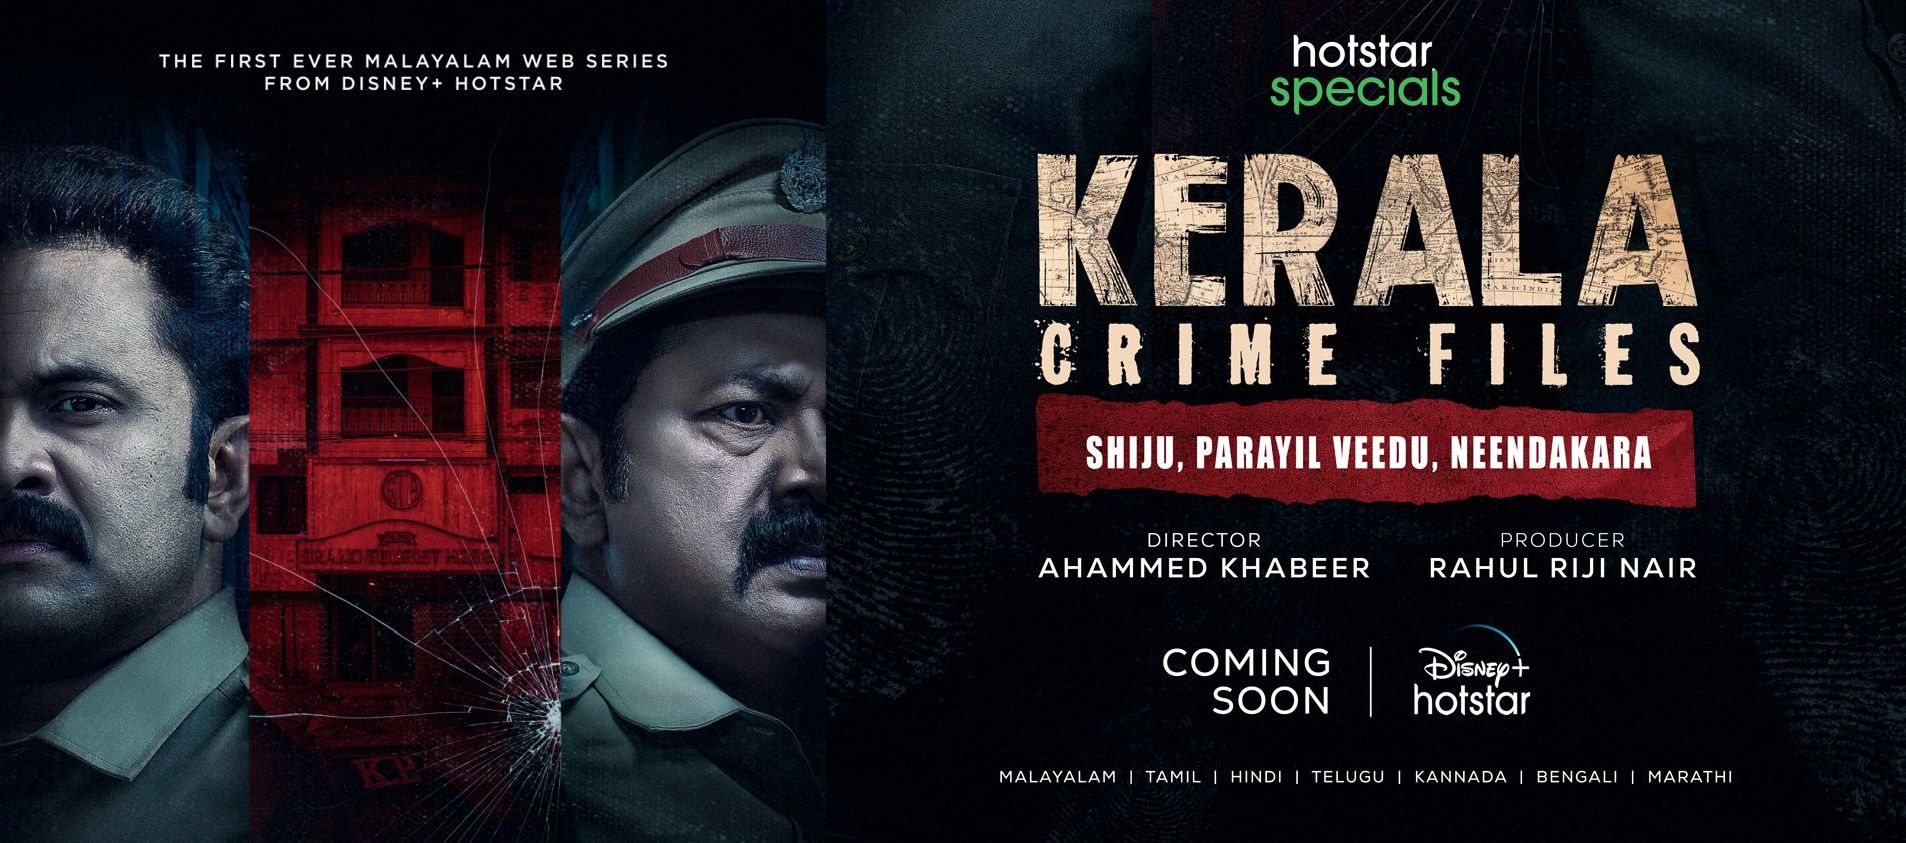 THE FIRST EVER MALAYALAM WEB SERIES
FROM DISNEY+ HOTSTAR
KP
hotstar
specials
KERALA
CRIME FILES
SHIJU, PARAYIL VEEDU, NEENDAKARA
DIRECTOR
AHAMMED KHABEER
PRODUCER
RAHUL RIJI NAIR
COMING
SOON
Disney+
hotstar
MALAYALAM | TAMIL | HINDI | TELUGU | KANNADA | BENGALI | MARATHI